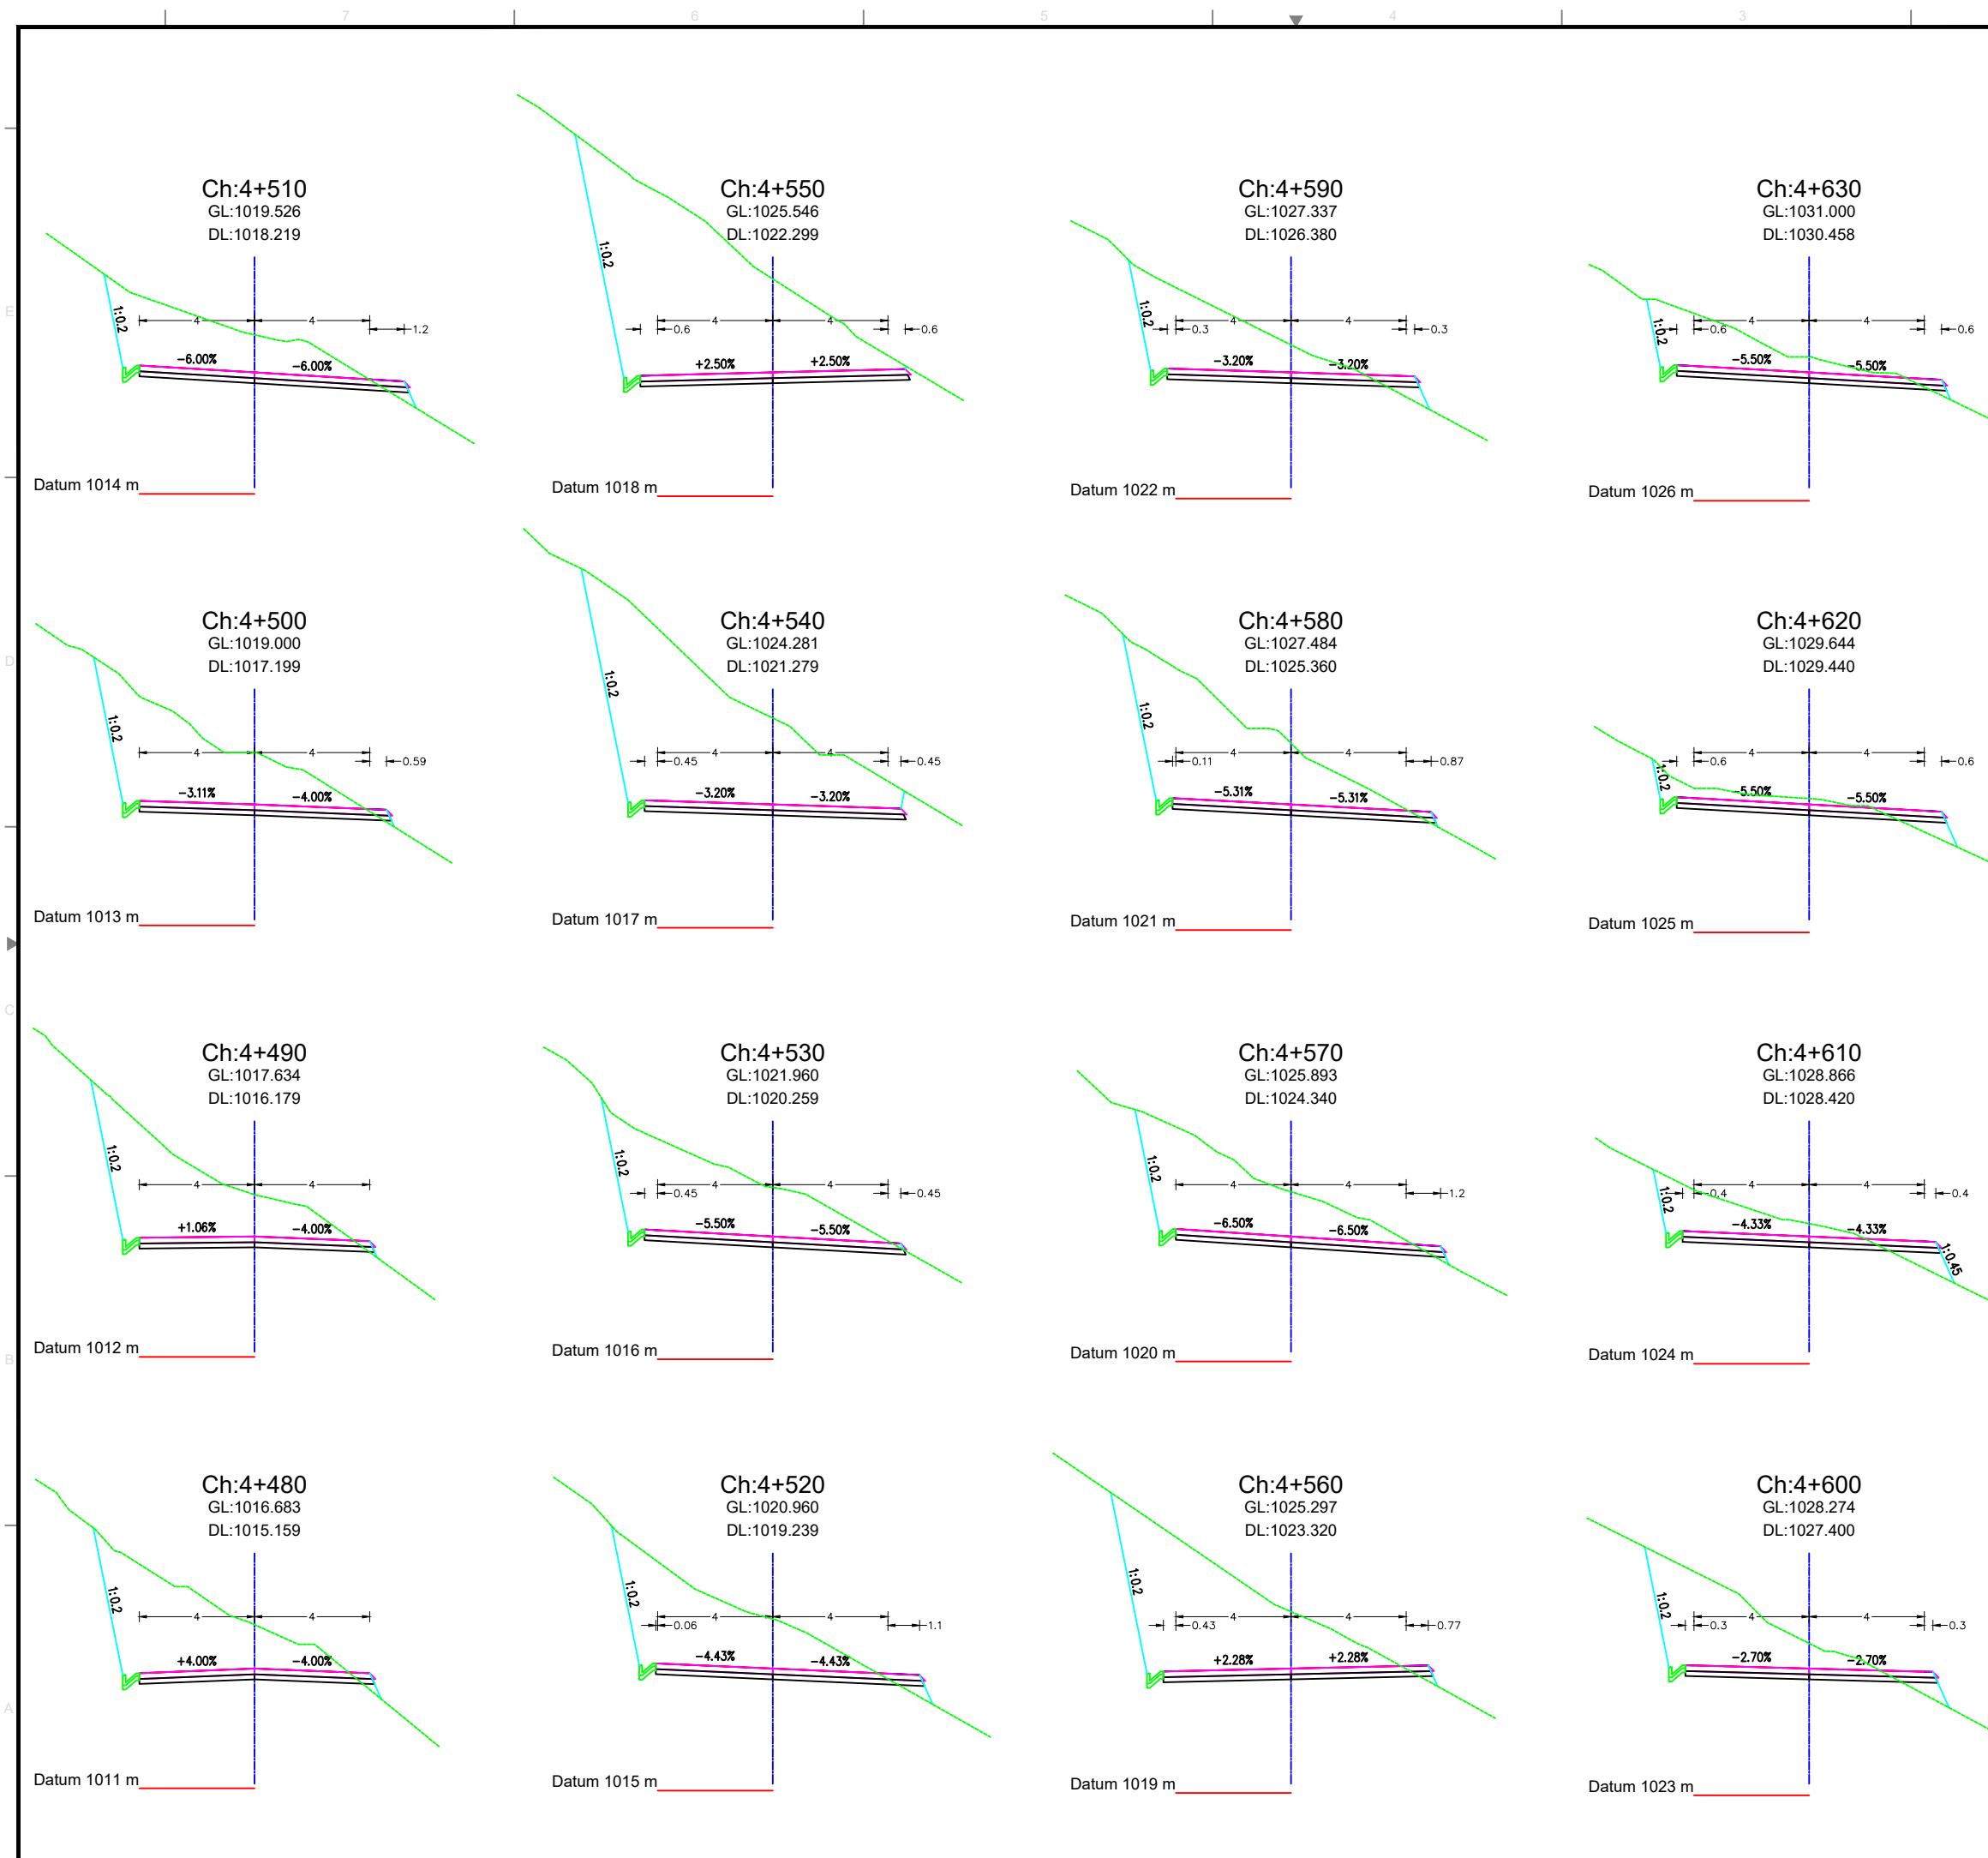 7 6 5 4 3
E
D
C
B
A
Ch:4+510
GL:1019.526
DL:1018.219
1:0.2
4 4
1.2
-6.00%
-6.00%
Datum 1014 m
Ch:4+550
GL:1025.546
DL:1022.299
1:0.2
4 4
0.6 0.6
+2.50% +2.50%
Datum 1018 m
Ch:4+590
GL:1027.337
DL:1026.380
1:0.2
4 4
0.3 0.3
-3.20% -3.20%
Datum 1022 m
Ch:4+630
GL:1031.000
DL:1030.458
1:0.2
4 4
0.6 0.6
-5.50% -5.50%
Datum 1026 m
Ch:4+500
GL:1019.000
DL:1017.199
1:0.2
4 4
0.59
-3.11% -4.00%
Datum 1013 m
Ch:4+540
GL:1024.281
DL:1021.279
1:0.2
4 4
0.45 0.45
-3.20% -3.20%
Datum 1017 m
Ch:4+580
GL:1027.484
DL:1025.360
1:0.2
4 4
0.11 0.87
-5.31% -5.31%
Datum 1021 m
Ch:4+620
GL:1029.644
DL:1029.440
1:0.2
4 4
0.6 0.6
-5.50% -5.50%
Datum 1025 m
Ch:4+490
GL:1017.634
DL:1016.179
1:0.2
4 4
+1.06% -4.00%
Datum 1012 m
Ch:4+530
GL:1021.960
DL:1020.259
1:0.2
4 4
0.45 0.45
-5.50% -5.50%
Datum 1016 m
Ch:4+570
GL:1025.893
DL:1024.340
1:0.2
4 4
1.2
-6.50% -6.50%
Datum 1020 m
Ch:4+610
GL:1028.866
DL:1028.420
1:0.2
4 4
0.4 0.4
-4.33% -4.33%
1:0.45
Datum 1024 m
Ch:4+480
GL:1016.683
DL:1015.159
1:0.2
4 4
+4.00% -4.00%
Datum 1011 m
Ch:4+520
GL:1020.960
DL:1019.239
1:0.2
4 4
0.06 1.1
-4.43% -4.43%
Datum 1015 m
Ch:4+560
GL:1025.297
DL:1023.320
1:0.2
4 4
0.43 0.77
+2.28% +2.28%
Datum 1019 m
Ch:4+600
GL:1028.274
DL:1027.400
1:0.2
4 4
0.3 0.3
-2.70% -2.70%
Datum 1023 m